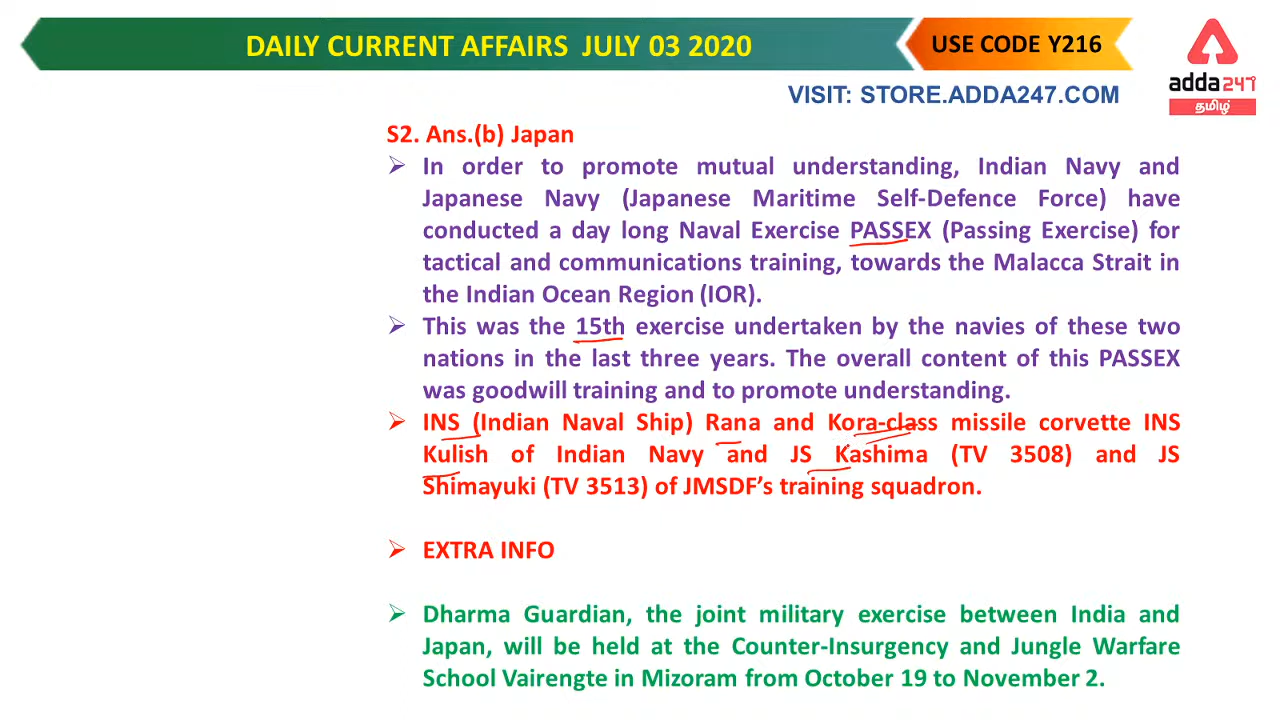 DAILY CURRENT AFFAIRS JULY 03 2020
USE CODE Y216
adda247
தமிழ்
VISIT: STORE.ADDA247.COM
S2. Ans.(b) Japan
➢ In order to promote mutual understanding, Indian Navy and
Japanese Navy (Japanese Maritime Self-Defence Force) have
conducted a day long Naval Exercise PASSEX (Passing Exercise) for
tactical and communications training, towards the Malacca Strait in
the Indian Ocean Region (IOR).
➢ This was the 15th exercise undertaken by the navies of these two
nations in the last three years. The overall content of this PASSEX
was goodwill training and to promote understanding.
➢ INS (Indian Naval Ship) Rana and Kora-class missile corvette INS
Kulish of Indian Navy and JS Kashima (TV 3508) and JS
Shimayuki (TV 3513) of JMSDF’s training squadron.
➢ EXTRA INFO
➢ Dharma Guardian, the joint military exercise between India and
Japan, will be held at the Counter-Insurgency and Jungle Warfare
School Vairengte in Mizoram from October 19 to November 2.